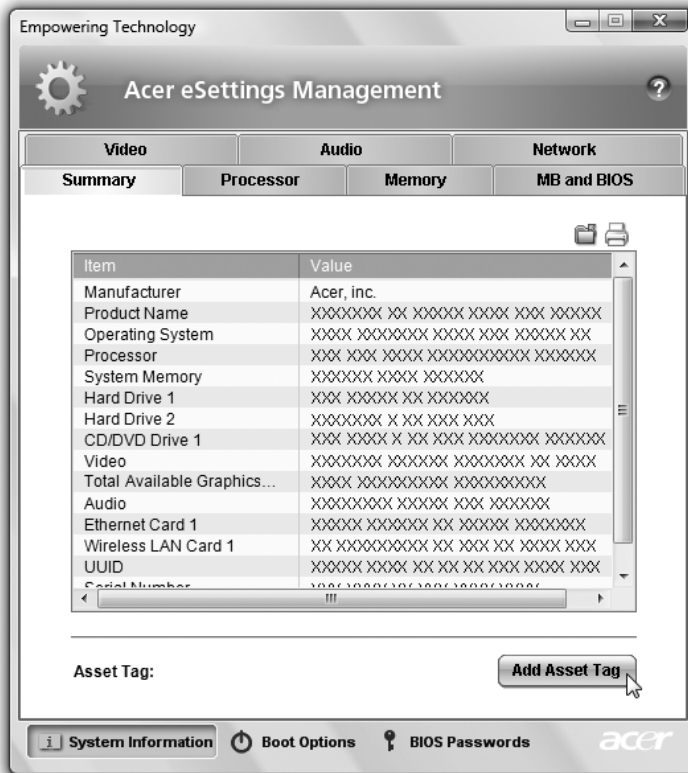 Empowering Technology
Acer eSettings Management
Video Audio Network
Summary Processor Memory MB and BIOS
Item Value
Manufacturer Acer, inc.
Product Name XXXXXXX XX XXXXX XXXX XXX XXXXX
Operating System XXXX XXXXXXX XXXX XXX XXXXX XX
Processor XXX XXX XXXX XXXXXXXXXX XXXXXX
System Memory XXXXXX XXXX XXXXXX
Hard Drive 1 XXX XXXXX XX XXXXXX
Hard Drive 2 XXXXXXX X XX XXX XXX
CD/DVD Drive 1 XXX XXXX X XX XXX XXXXXXX XXXXXX
Video XXXXXXX XXXXXX XXXXXXX XX XXXX
Total Available Graphics... XXXX XXXXXXXXX XXXXXXXXX
Audio XXXXXXXX XXXXX XXX XXXXXX
Ethernet Card 1 XXXXX XXXXXX XX XXXXX XXXXXXX
Wireless LAN Card 1 XX XXXXXXXXX XX XXX XX XXXX XXX
UUID XXXXX XXXX XX XX XX XXX XXXX XXX
Serial Number
Asset Tag: Add Asset Tag
System Information Boot Options BIOS Passwords acer